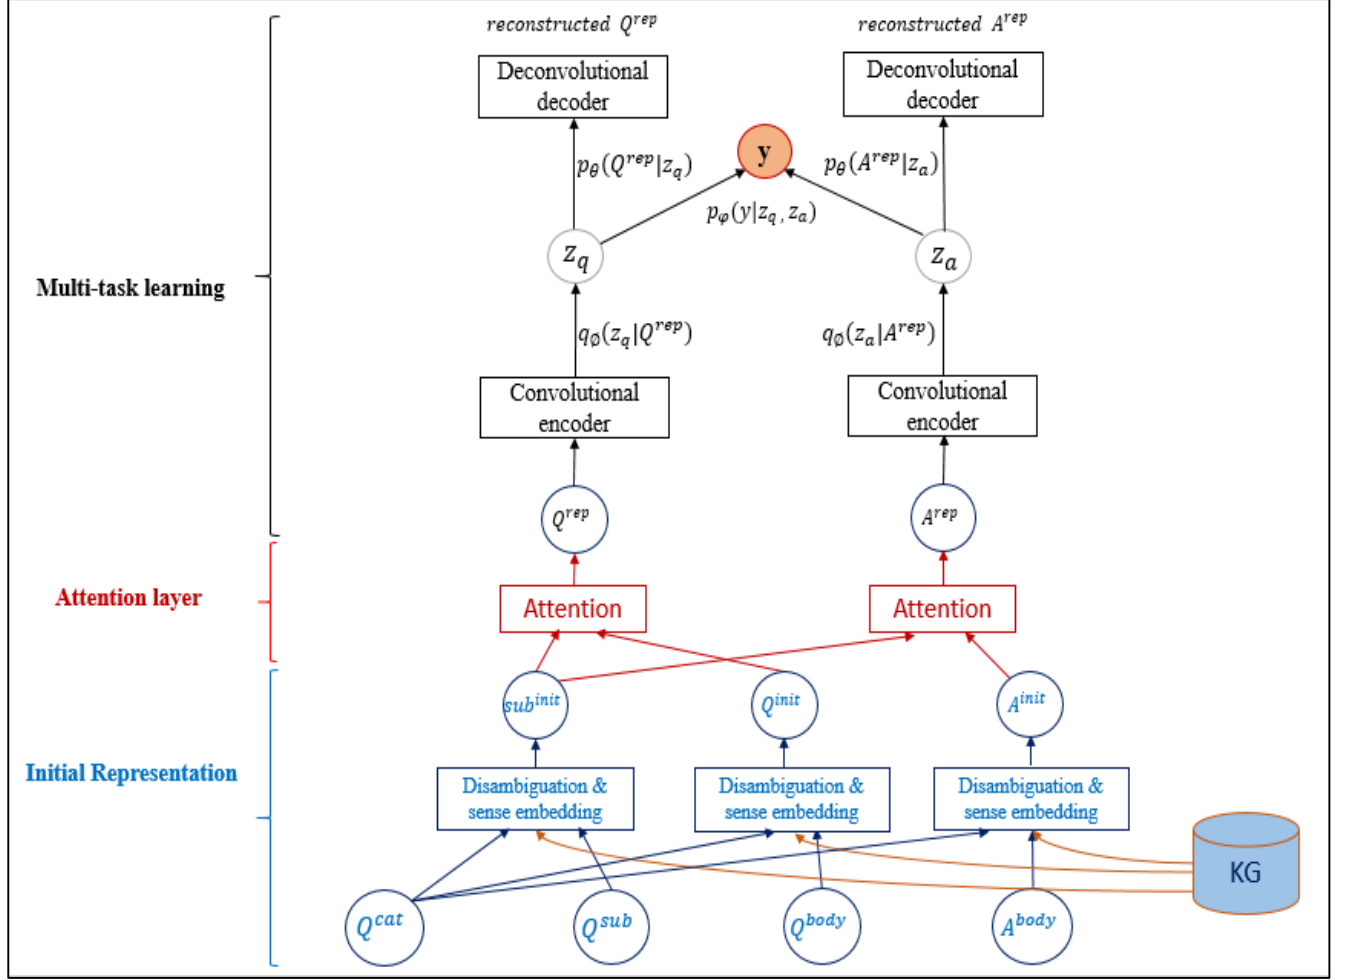 reconstructed Q^rep
reconstructed A^rep
Deconvolutional
decoder
Deconvolutional
decoder
y
p_θ(Q^rep|z_q)
p_θ(A^rep|z_a)
p_φ(y|z_q, z_a)
z_q
z_a
Multi-task learning
q_∅(z_q|Q^rep)
q_∅(z_a|A^rep)
Convolutional
encoder
Convolutional
encoder
Q^rep
A^rep
Attention layer
Attention
Attention
sub^init
Q^init
A^init
Initial Representation
Disambiguation &
sense embedding
Disambiguation &
sense embedding
Disambiguation &
sense embedding
KG
Q^cat
Q^sub
Q^body
A^body